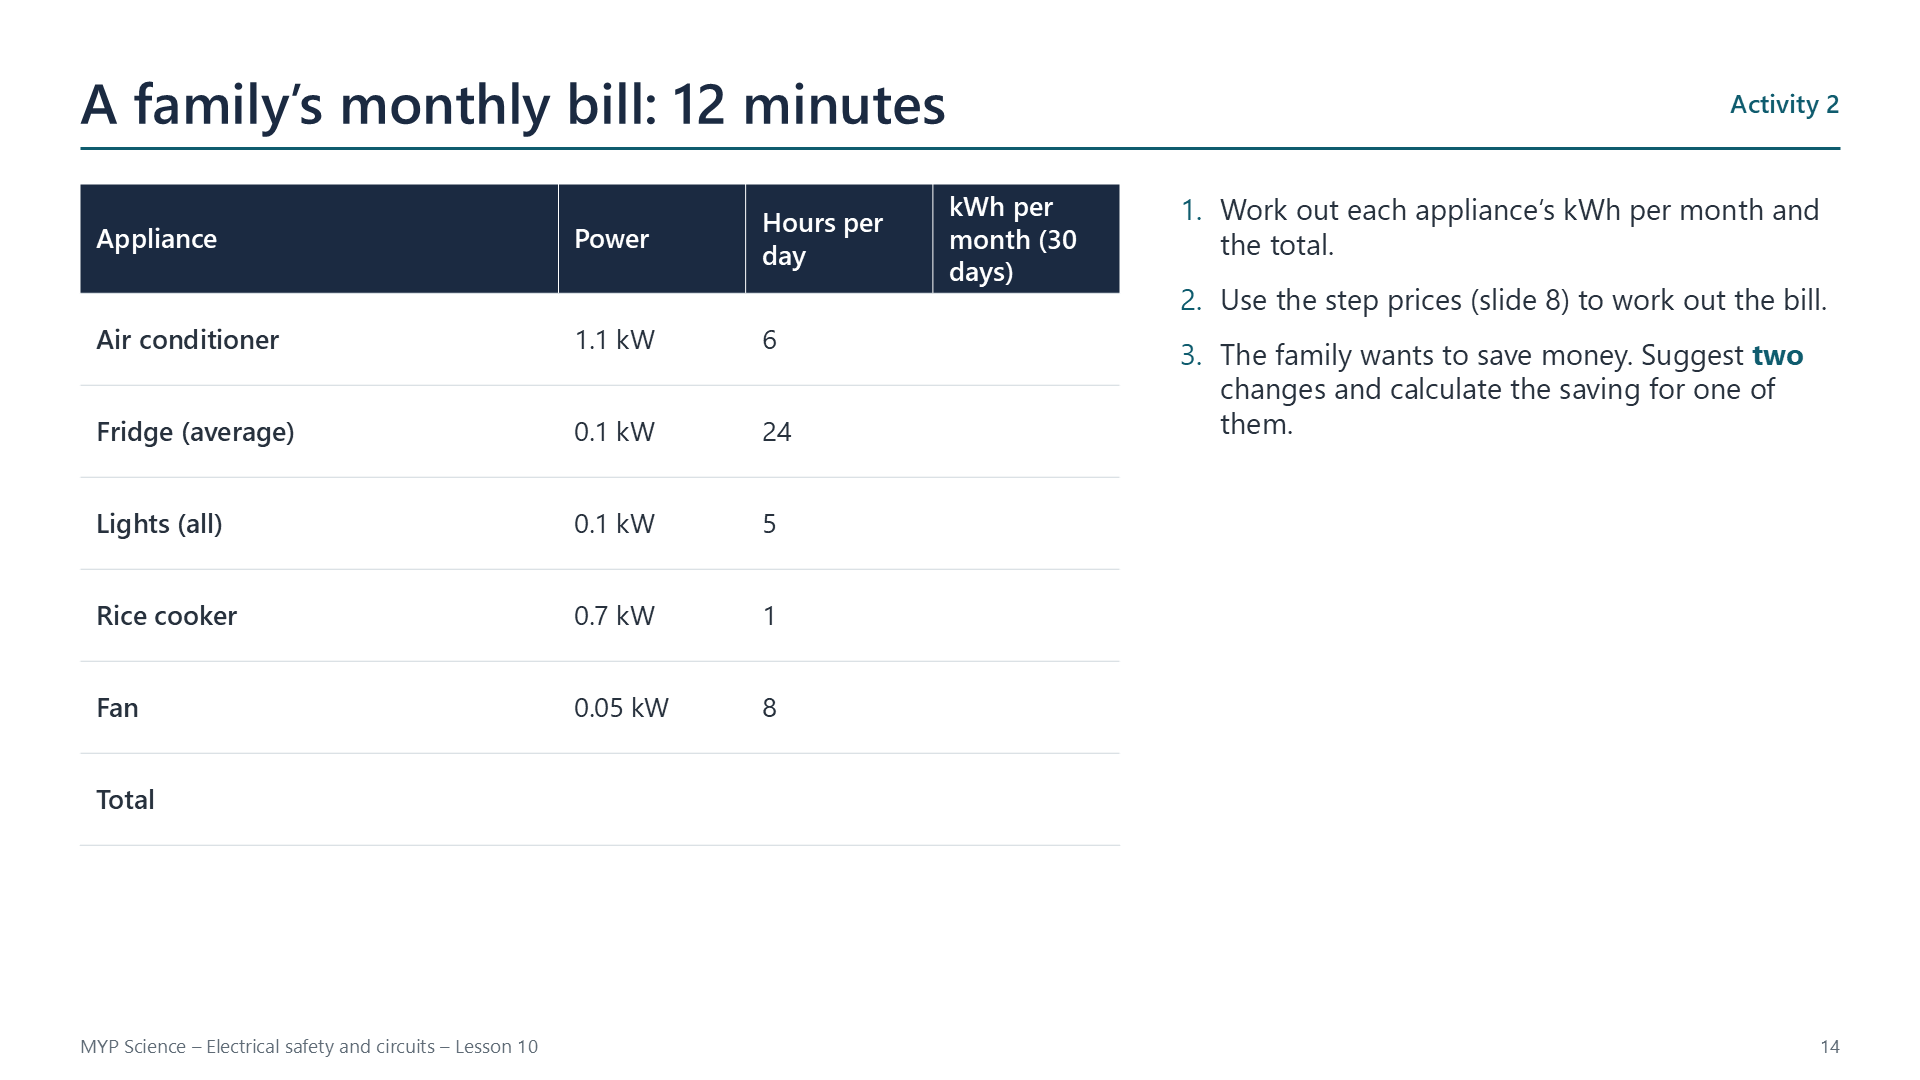 A family’s monthly bill: 12 minutes
Activity 2
Appliance
Power
Hours per
day
kWh per
month (30
days)
Air conditioner
1.1 kW
6
Fridge (average)
0.1 kW
24
Lights (all)
0.1 kW
5
Rice cooker
0.7 kW
1
Fan
0.05 kW
8
Total
1. Work out each appliance’s kWh per month and
the total.
2. Use the step prices (slide 8) to work out the bill.
3. The family wants to save money. Suggest two
changes and calculate the saving for one of
them.
MYP Science – Electrical safety and circuits – Lesson 10
14